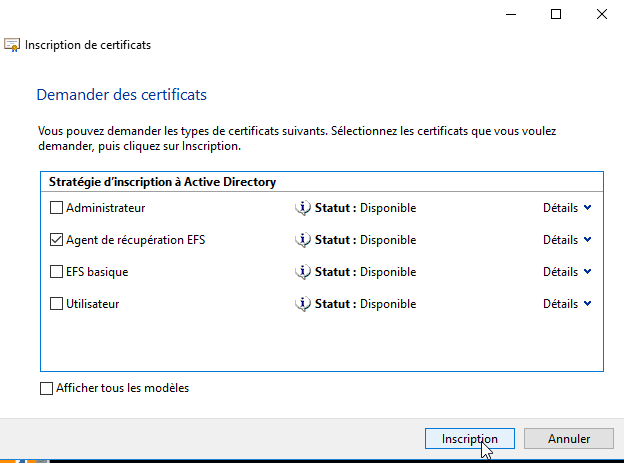 Inscription de certificats
Demander des certificats
Vous pouvez demander les types de certificats suivants. Sélectionnez les certificats que vous voulez
demander, puis cliquez sur Inscription.
Stratégie d'inscription à Active Directory
Administrateur Statut : Disponible Détails
Agent de récupération EFS Statut : Disponible Détails
EFS basique Statut : Disponible Détails
Utilisateur Statut : Disponible Détails
Afficher tous les modèles
Inscription Annuler